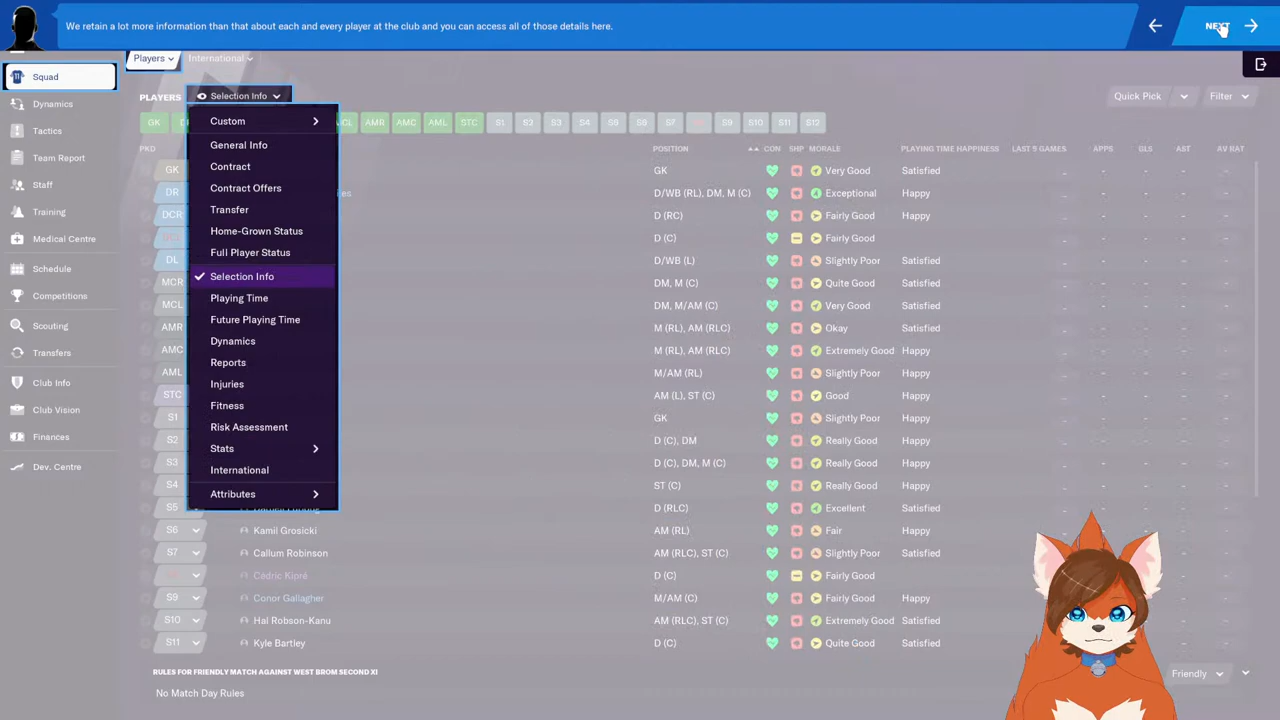 We retain a lot more information than that about each and every player at the club and you can access all of those details here.
NEXT
Players International
Squad
Dynamics
Tactics
Team Report
Staff
Training
Medical Centre
Schedule
Competitions
Scouting
Transfers
Club Info
Club Vision
Finances
Dev. Centre
PLAYERS Selection Info Quick Pick Filter
GK AMR AMC AML STC S1 S2 S3 S4 S8 S6 S7 S9 S10 S11 S12
Custom
General Info
Contract
Contract Offers
Transfer
Home-Grown Status
Full Player Status
Selection Info
Playing Time
Future Playing Time
Dynamics
Reports
Injuries
Fitness
Risk Assessment
Stats
International
Attributes
PKD POSITION CON SHP MORALE PLAYING TIME HAPPINESS LAST 5 GAMES APPS GLS AST AV RAT
GK GK Very Good Satisfied
DR D/WB (RL), DM, M (C) Exceptional Happy
DCR D (RC) Fairly Good Happy
D (C) Fairly Good
DL D/WB (L) Slightly Poor Satisfied
MCR DM, M (C) Quite Good Satisfied
MCL DM, M/AM (C) Very Good Satisfied
AMR M (RL), AM (RLC) Okay Satisfied
AMC M (RL), AM (RLC) Extremely Good Happy
AML M/AM (RL) Slightly Poor Happy
STC AM (L), ST (C) Good Happy
S1 GK Slightly Poor Happy
S2 D (C), DM Really Good Satisfied
S3 D (C), DM, M (C) Really Good Satisfied
S4 ST (C) Really Good Satisfied
S5 D (RLC) Excellent Satisfied
S6 Kamil Grosicki AM (RL) Fair Happy
S7 Callum Robinson AM (RLC), ST (C) Slightly Poor Satisfied
Cédric Kipré D (C) Fairly Good
S9 Conor Gallagher M/AM (C) Fairly Good Happy
S10 Hal Robson-Kanu AM (RLC), ST (C) Extremely Good Satisfied
S11 Kyle Bartley D (C) Quite Good Satisfied
RULES FOR FRIENDLY MATCH AGAINST WEST BROM SECOND XI
Friendly
No Match Day Rules